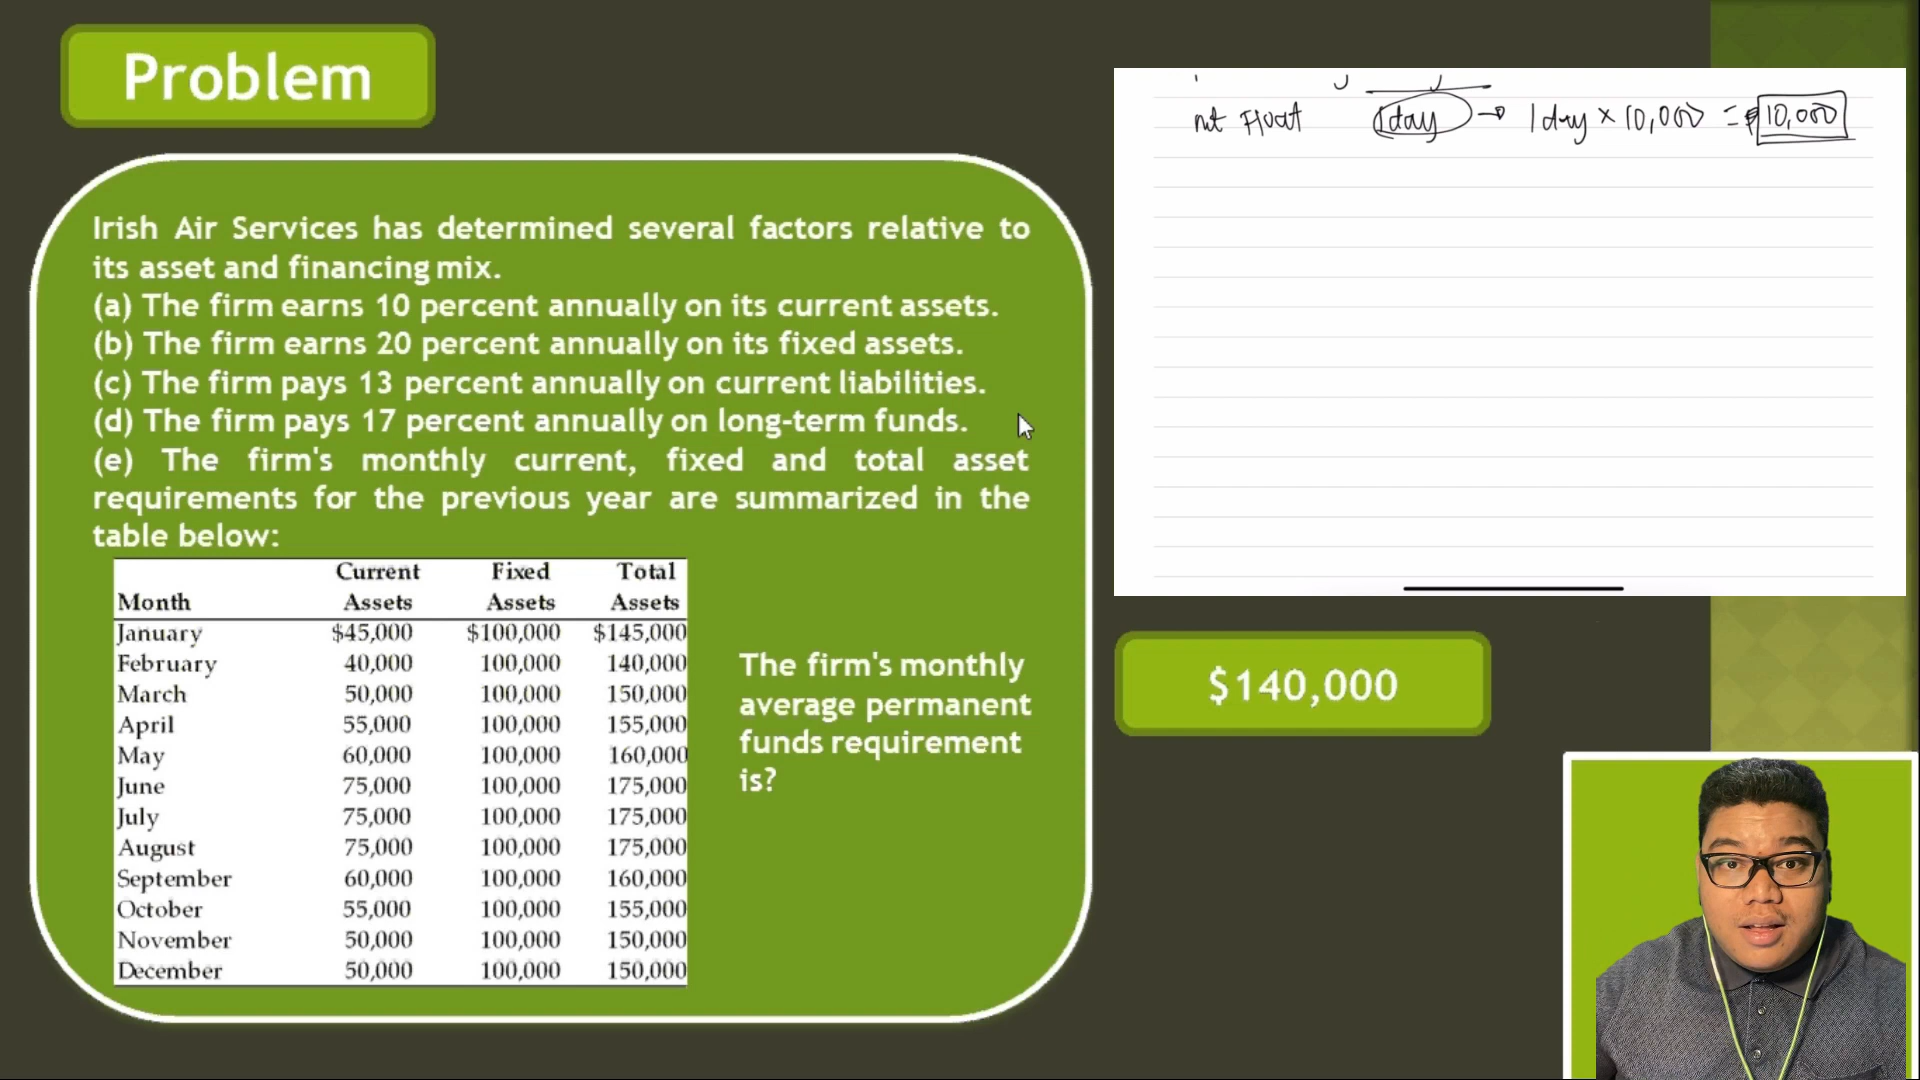 Problem
Irish Air Services has determined several factors relative to
its asset and financing mix.
(a) The firm earns 10 percent annually on its current assets.
(b) The firm earns 20 percent annually on its fixed assets.
(c) The firm pays 13 percent annually on current liabilities.
(d) The firm pays 17 percent annually on long-term funds.
(e) The firm's monthly current, fixed and total asset
requirements for the previous year are summarized in the
table below:
Current Fixed Total
Month Assets Assets Assets
January $45,000 $100,000 $145,000
February 40,000 100,000 140,000
March 50,000 100,000 150,000
April 55,000 100,000 155,000
May 60,000 100,000 160,000
June 75,000 100,000 175,000
July 75,000 100,000 175,000
August 75,000 100,000 175,000
September 60,000 100,000 160,000
October 55,000 100,000 155,000
November 50,000 100,000 150,000
December 50,000 100,000 150,000
The firm's monthly
average permanent
funds requirement
is?
net Float 1day → 1day × 10,000 = 10,000
$140,000